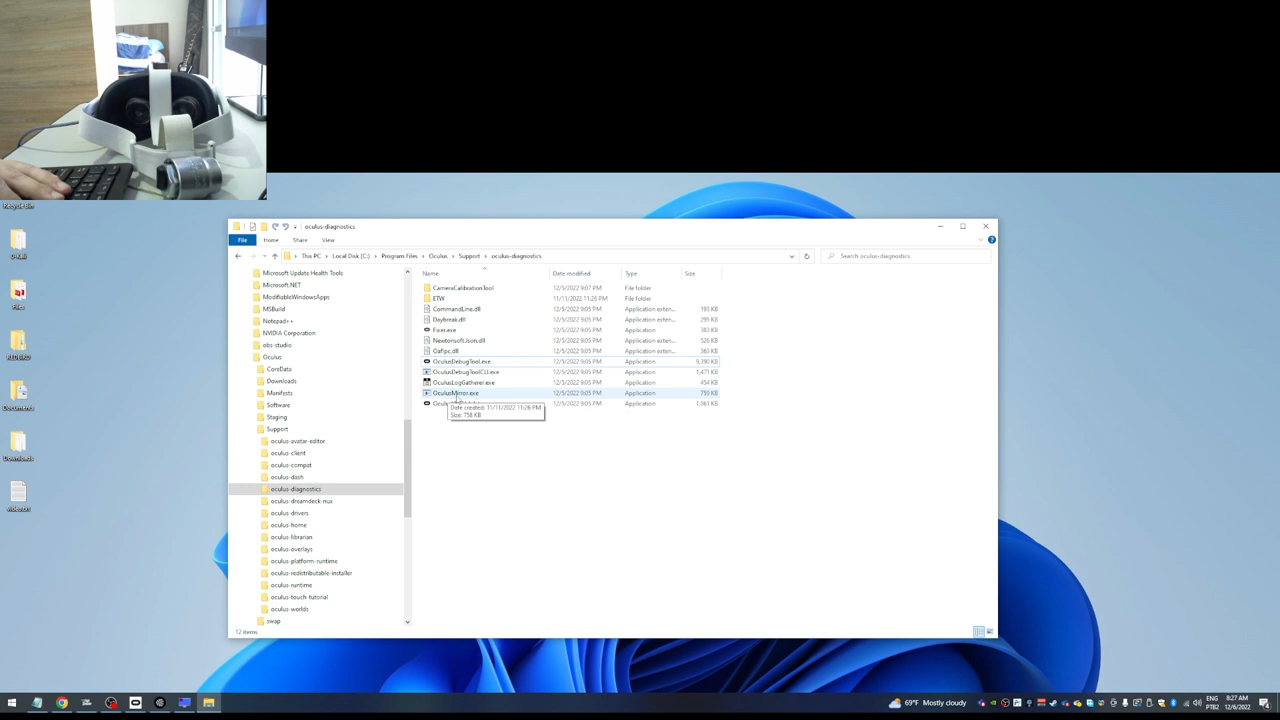 Recycle Bin
Documents
Downloads
oculus-diagnostics
File Home Share View
This PC Local Disk (C:) Program Files Oculus Support oculus-diagnostics
Search oculus-diagnostics
Name Date modified Type Size
Microsoft Update Health Tools
Microsoft.NET
ModifiableWindowsApps
MSBuild
Notepad++
NVIDIA Corporation
obs-studio
Oculus
CoreData
Downloads
Manifests
Software
Staging
Support
oculus-avatar-editor
oculus-client
oculus-compat
oculus-dash
oculus-diagnostics
oculus-dreamdeck-nux
oculus-drivers
oculus-home
oculus-librarian
oculus-overlays
oculus-platform-runtime
oculus-redistributable-installer
oculus-runtime
oculus-touch-tutorial
oculus-worlds
swap
CameraCalibrationTool 12/5/2022 9:07 PM File folder
ETW 11/11/2022 11:26 PM File folder
CommandLine.dll 12/5/2022 9:05 PM Application exten... 193 KB
Daybreak.dll 12/5/2022 9:05 PM Application exten... 295 KB
Fixer.exe 12/5/2022 9:05 PM Application 383 KB
Newtonsoft.Json.dll 12/5/2022 9:05 PM Application exten... 526 KB
Oafipc.dll 12/5/2022 9:05 PM Application exten... 363 KB
OculusDebugTool.exe 12/5/2022 9:05 PM Application 9,390 KB
OculusDebugToolCLI.exe 12/5/2022 9:05 PM Application 1,471 KB
OculusLogGatherer.exe 12/5/2022 9:05 PM Application 454 KB
OculusMirror.exe 12/5/2022 9:05 PM Application 759 KB
12/5/2022 9:05 PM Application 1,861 KB
Date created: 11/11/2022 11:26 PM
Size: 758 KB
12 items
69°F Mostly cloudy
ENG
PTB2
8:27 AM
12/6/2022